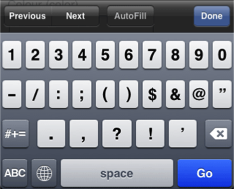 Previous Next AutoFill Done
1 2 3 4 5 6 7 8 9 0
- / : ; ( ) $ & @ "
#+= . , ? ! '
ABC space Go